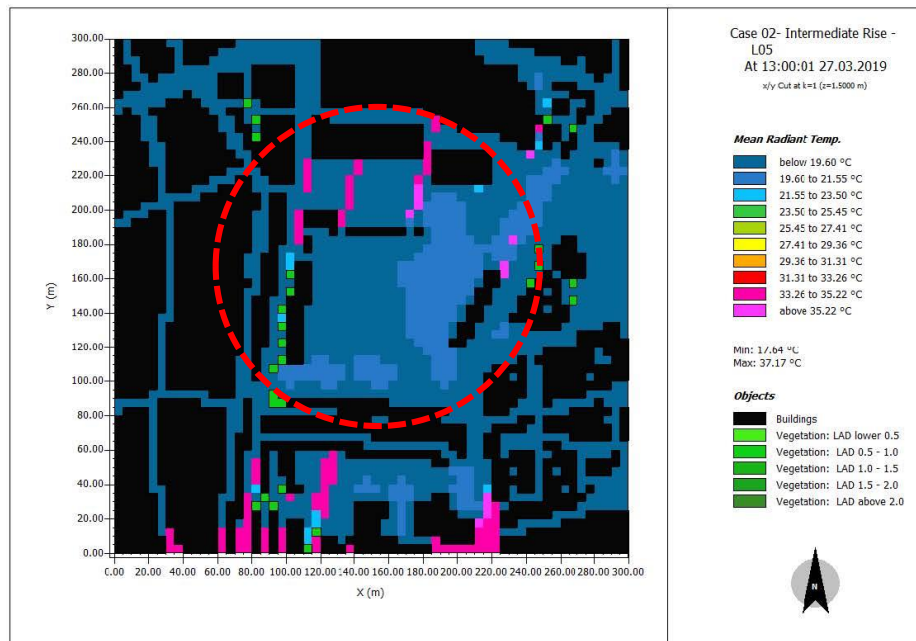 Case 02- Intermediate Rise -
L05
At 13:00:01 27.03.2019
x/y Cut at k=1 (z=1.5000 m)
Mean Radiant Temp.
below 19.60 °C
19.60 to 21.55 °C
21.55 to 23.50 °C
23.50 to 25.45 °C
25.45 to 27.41 °C
27.41 to 29.36 °C
29.36 to 31.31 °C
31.31 to 33.26 °C
33.26 to 35.22 °C
above 35.22 °C
Min: 17.64 °C
Max: 37.17 °C
Objects
Buildings
Vegetation: LAD lower 0.5
Vegetation: LAD 0.5 - 1.0
Vegetation: LAD 1.0 - 1.5
Vegetation: LAD 1.5 - 2.0
Vegetation: LAD above 2.0
N
300.00
280.00
260.00
240.00
220.00
200.00
180.00
160.00
140.00
120.00
100.00
80.00
60.00
40.00
20.00
0.00
Y (m)
0.00 20.00 40.00 60.00 80.00 100.00 120.00 140.00 160.00 180.00 200.00 220.00 240.00 260.00 280.00 300.00
X (m)